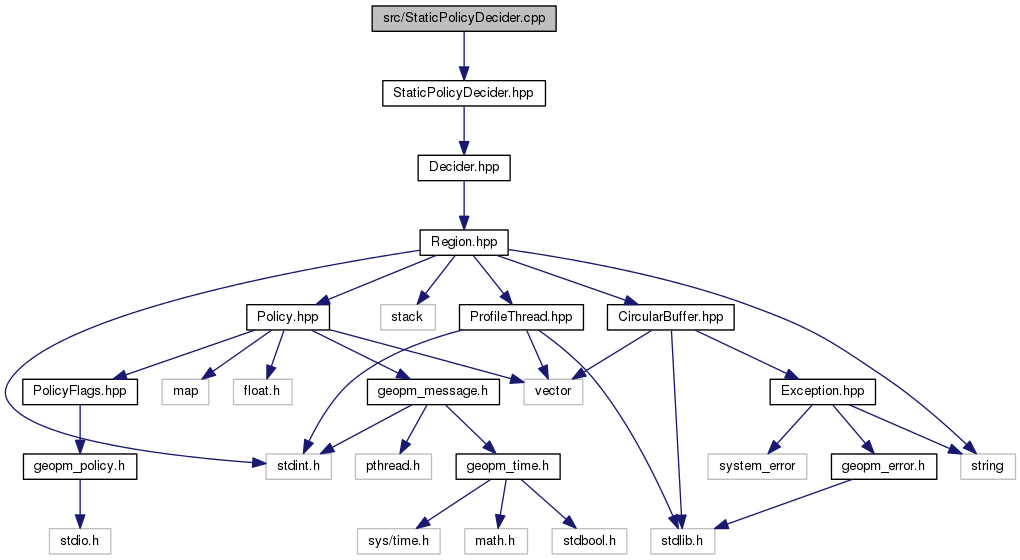 src/StaticPolicyDecider.cpp
StaticPolicyDecider.hpp
Decider.hpp
Region.hpp
Policy.hpp
stack
ProfileThread.hpp
CircularBuffer.hpp
PolicyFlags.hpp
map
float.h
geopm_message.h
vector
Exception.hpp
geopm_policy.h
stdint.h
pthread.h
geopm_time.h
system_error
geopm_error.h
string
stdio.h
sys/time.h
math.h
stdbool.h
stdlib.h